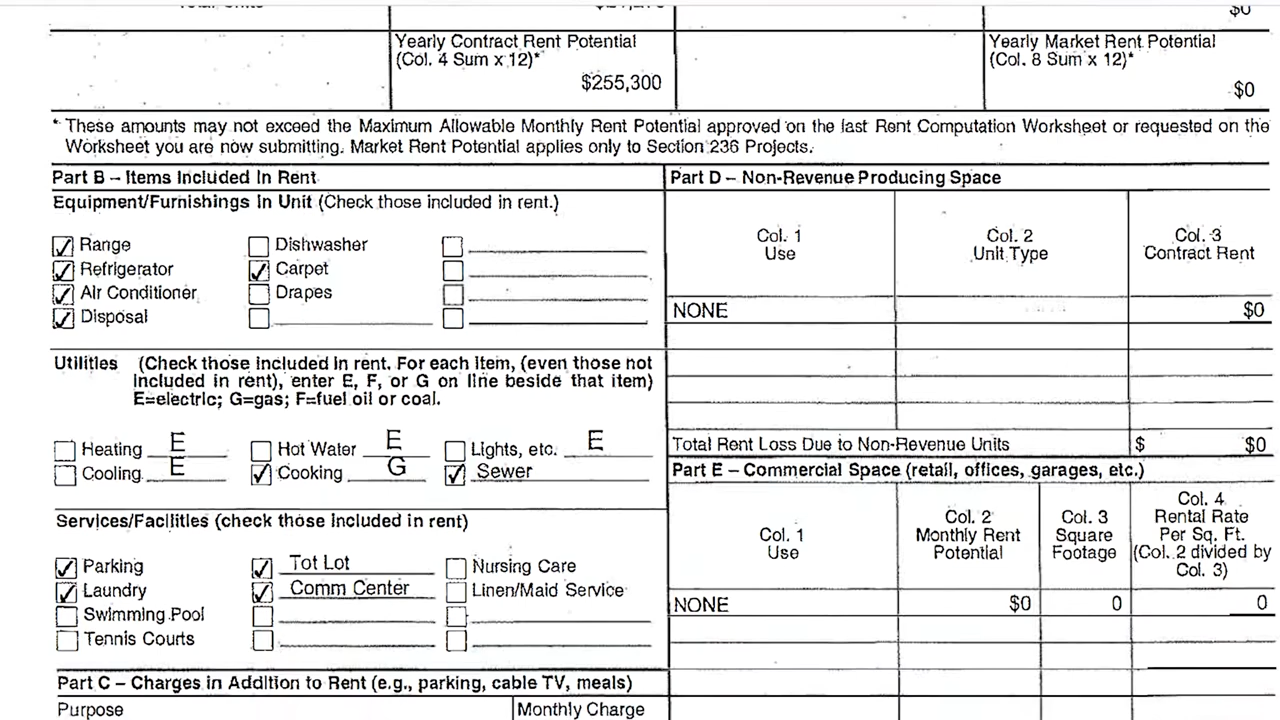 $0
Yearly Contract Rent Potential
(Col. 4 Sum x 12)*
$255,300
Yearly Market Rent Potential
(Col. 8 Sum x 12)*
$0
* These amounts may not exceed the Maximum Allowable Monthly Rent Potential approved on the last Rent Computation Worksheet or requested on the
Worksheet you are now submitting. Market Rent Potential applies only to Section 236 Projects.
Part B – Items Included In Rent
Equipment/Furnishings In Unit (Check those included in rent.)
Range Dishwasher
Refrigerator Carpet
Air Conditioner Drapes
Disposal
Utilities (Check those included in rent. For each item, (even those not
included in rent), enter E, F, or G on line beside that item)
E=electric; G=gas; F=fuel oil or coal.
Heating E Hot Water E Lights, etc. E
Cooling E Cooking G Sewer
Services/Facilities (check those included in rent)
Parking Tot Lot Nursing Care
Laundry Comm Center Linen/Maid Service
Swimming Pool
Tennis Courts
Part C – Charges in Addition to Rent (e.g., parking, cable TV, meals)
Purpose Monthly Charge
Part D – Non-Revenue Producing Space
Col. 1
Use
Col. 2
Unit Type
Col. 3
Contract Rent
NONE $0
Total Rent Loss Due to Non-Revenue Units $ $0
Part E – Commercial Space (retail, offices, garages, etc.)
Col. 1
Use
Col. 2
Monthly Rent
Potential
Col. 3
Square
Footage
Col. 4
Rental Rate
Per Sq. Ft.
(Col. 2 divided by
Col. 3)
NONE $0 0 0